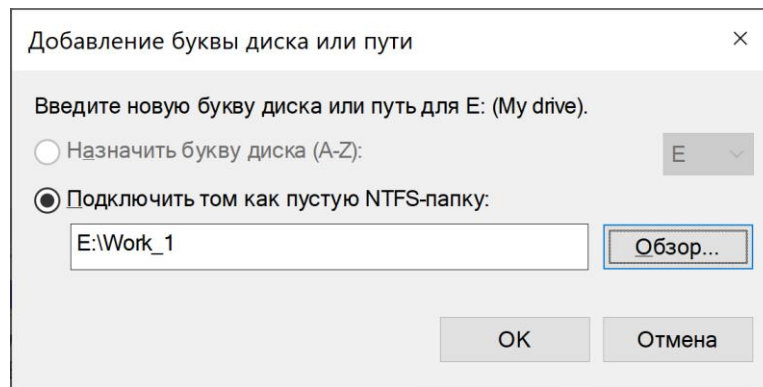 Добавление буквы диска или пути
Введите новую букву диска или путь для E: (My drive).
Назначить букву диска (A-Z):
E
Подключить том как пустую NTFS-папку:
E:\Work_1
Обзор...
OK
Отмена